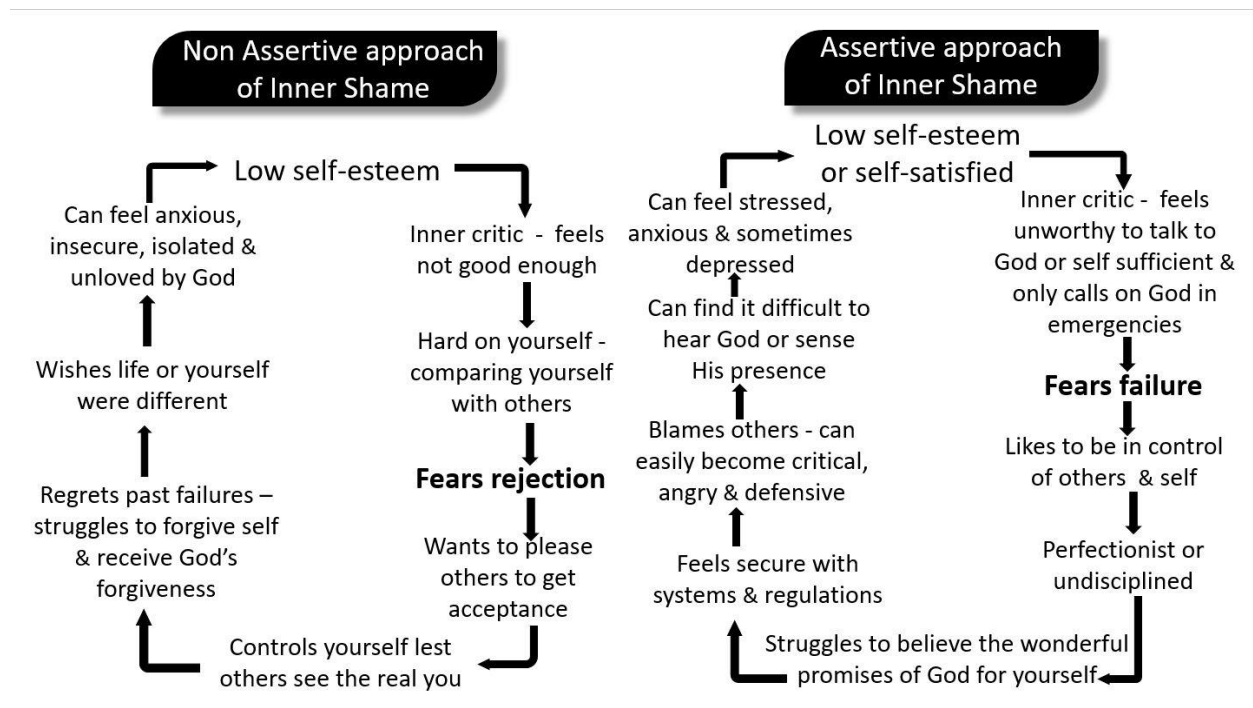 Non Assertive approach
of Inner Shame
Low self-esteem
Inner critic - feels
not good enough
Hard on yourself -
comparing yourself
with others
Fears rejection
Wants to please
others to get
acceptance
Controls yourself lest
others see the real you
Regrets past failures –
struggles to forgive self
& receive God's
forgiveness
Wishes life or yourself
were different
Can feel anxious,
insecure, isolated &
unloved by God
Assertive approach
of Inner Shame
Low self-esteem
or self-satisfied
Inner critic - feels
unworthy to talk to
God or self sufficient &
only calls on God in
emergencies
Fears failure
Likes to be in control
of others & self
Perfectionist or
undisciplined
Struggles to believe the wonderful
promises of God for yourself
Feels secure with
systems & regulations
Blames others - can
easily become critical,
angry & defensive
Can find it difficult to
hear God or sense
His presence
Can feel stressed,
anxious & sometimes
depressed